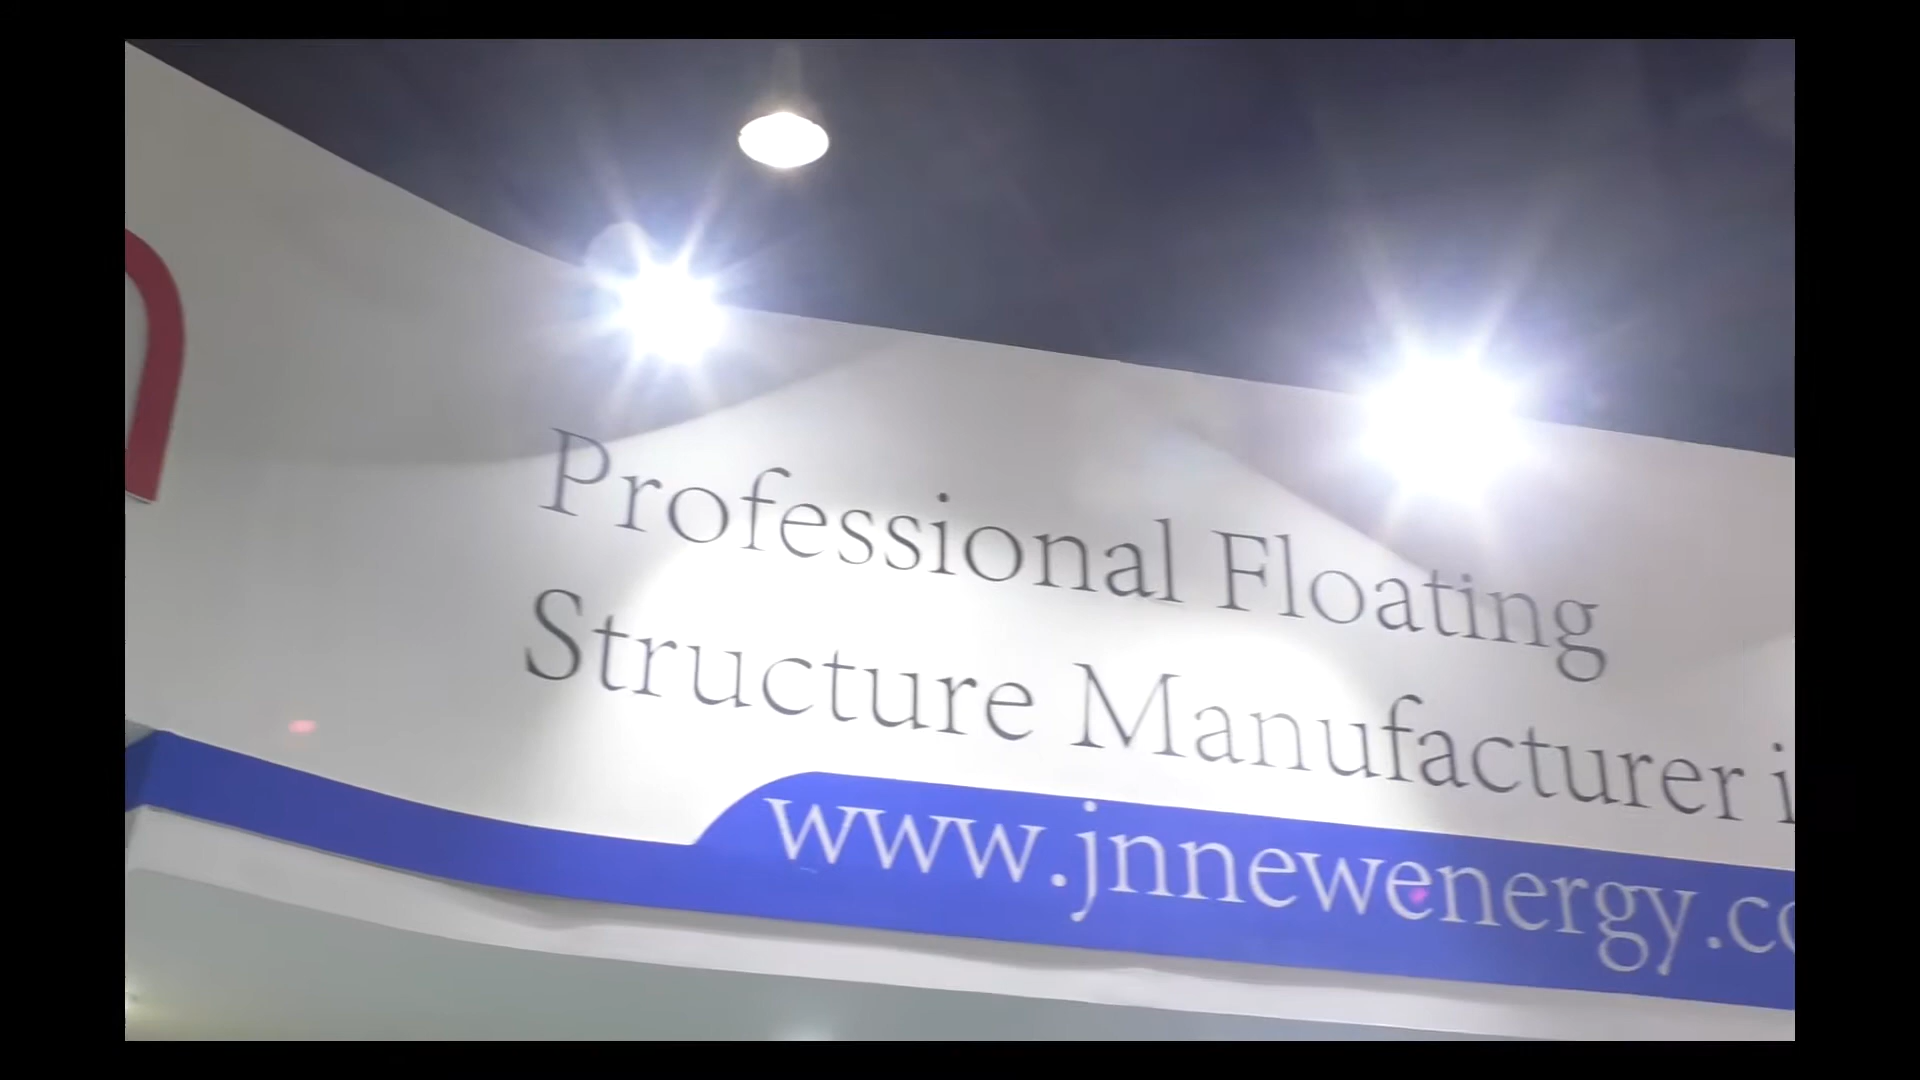 Professional Floating
Structure Manufacturer
www.jnnewenergy.c